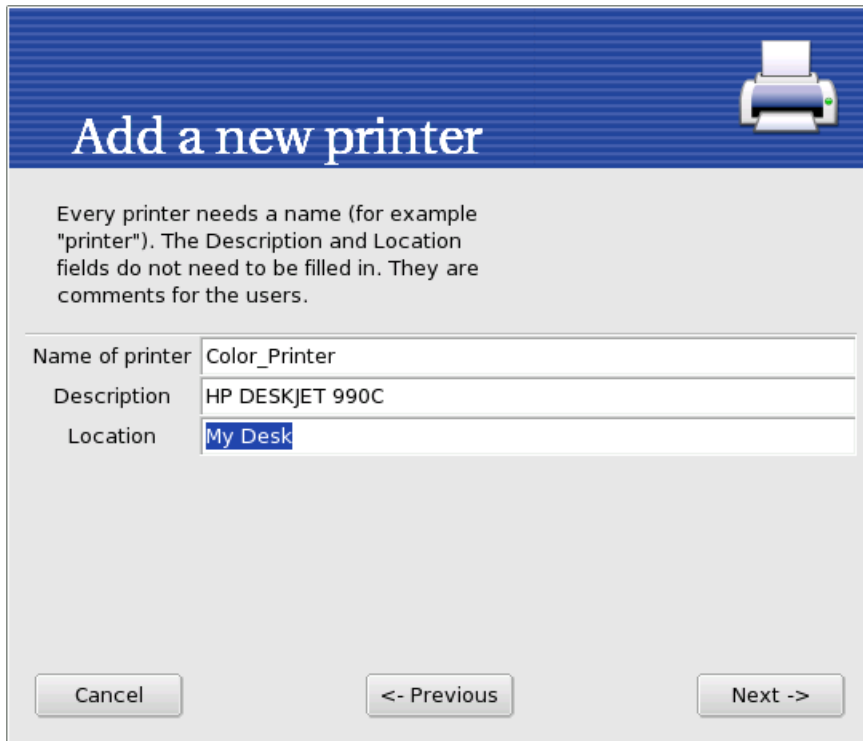 Add a new printer
Every printer needs a name (for example
"printer"). The Description and Location
fields do not need to be filled in. They are
comments for the users.
Name of printer Color_Printer
Description HP DESKJET 990C
Location My Desk
Cancel <- Previous Next ->